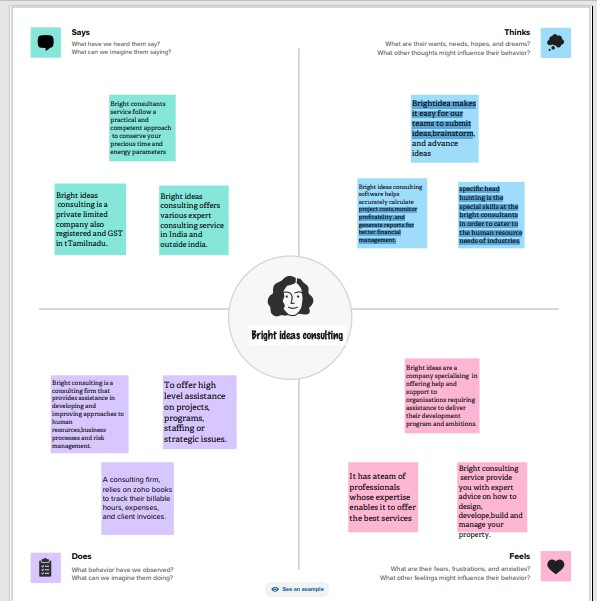 Says
What have we heard them say?
What can we imagine them saying?
Thinks
What are their wants, needs, hopes, and dreams?
What other thoughts might influence their behavior?
Bright consultants
service follow a
practical and
competent approach
to conserve your
precious time and
energy parameters
Bright ideas
consulting is a
private limited
company also
registered and GST
in tTamilnadu.
Bright ideas
consulting offers
various expert
consulting service
in India and
outside india.
Brightidea makes
it easy for our
teams to submit
ideas,brainstorm,
and advance
ideas
Bright ideas consulting
software helps
accurately calculate
project costs,monitor
profitability ,and
generate reports for
better financial
management.
specific head
hunting is the
special skills at the
bright consultants
in order to cater to
the human resource
needs of industries
Bright ideas consulting
Bright consulting is a
consulting firm that
provides assistance in
developing and
improving approaches to
human
resources,business
processes and risk
management.
To offer high
level assistance
on projects,
programs,
staffing or
strategic issues.
A consulting firm,
relies on zoho books
to track their billable
hours, expenses,
and client invoices.
Bright ideas are a
company specialising in
offering help and
support to
organisations requiring
assistance to deliver
their development
program and ambitions.
It has ateam of
professionals
whose expertise
enables it to offer
the best services
Bright consulting
service provide
you with expert
advice on how to
design,
develope,build and
manage your
property.
Does
What behavior have we observed?
What can we imagine them doing?
Feels
What are their fears, frustrations, and anxieties?
What other feelings might influence their behavior?
See an example